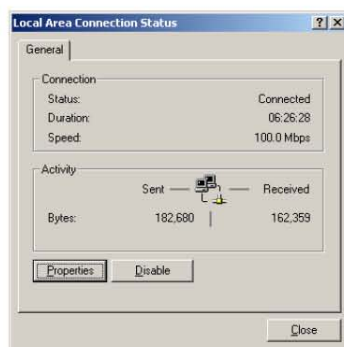 Local Area Connection Status
General
Connection
Status: Connected
Duration: 06:26:28
Speed: 100.0 Mbps
Activity
Sent Received
Bytes: 182,680 162,359
Properties Disable
Close